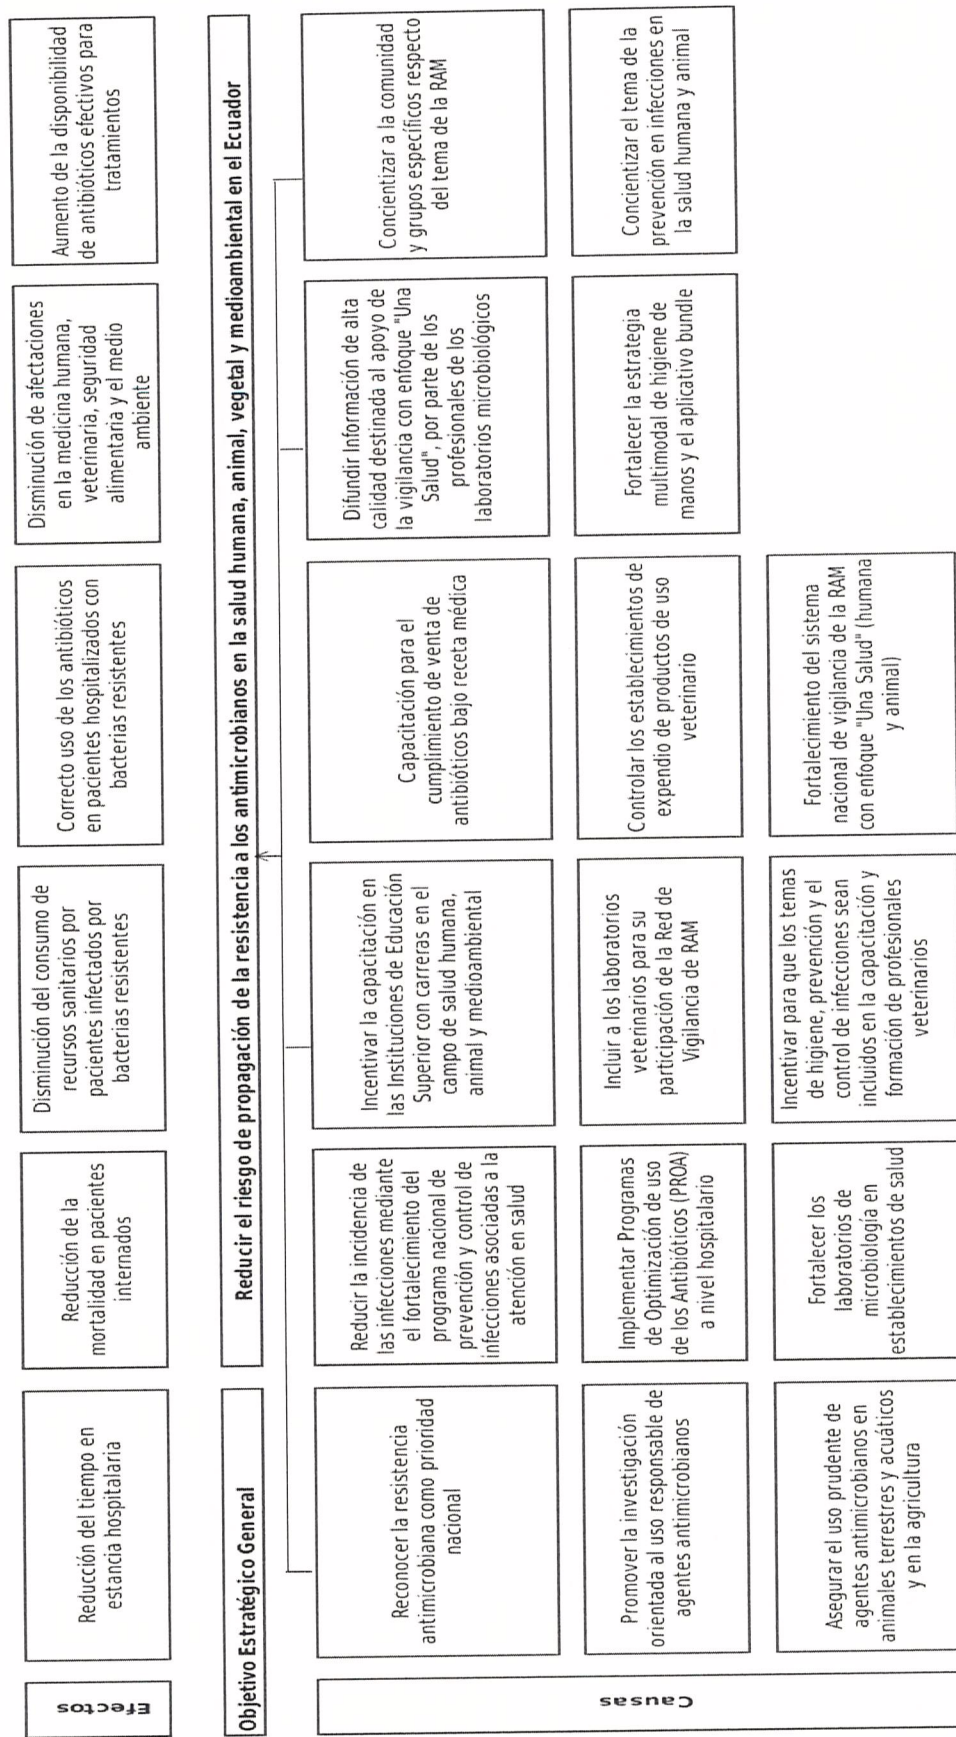 Efectos
Reducción del tiempo en
estancia hospitalaria
Reducción de la
mortalidad en pacientes
internados
Disminución del consumo de
recursos sanitarios por
pacientes infectados por
bacterias resistentes
Correcto uso de los antibióticos
en pacientes hospitalizados con
bacterias resistentes
Disminución de afectaciones
en la medicina humana,
veterinaria, seguridad
alimentaria y el medio
ambiente
Aumento de la disponibilidad
de antibióticos efectivos para
tratamientos
Objetivo Estratégico General
Reducir el riesgo de propagación de la resistencia a los antimicrobianos en la salud humana, animal, vegetal y medioambiental en el Ecuador
Causas
Reconocer la resistencia
antimicrobiana como prioridad
nacional
Reducir la incidencia de
las infecciones mediante
el fortalecimiento del
programa nacional de
prevención y control de
infecciones asociadas a la
atención en salud
Incentivar la capacitación en
las Instituciones de Educación
Superior con carreras en el
campo de salud humana,
animal y medioambiental
Capacitación para el
cumplimiento de venta de
antibióticos bajo receta médica
Difundir Información de alta
calidad destinada al apoyo de
la vigilancia con enfoque "Una
Salud", por parte de los
profesionales de los
laboratorios microbiológicos
Concientizar a la comunidad
y grupos específicos respecto
del tema de la RAM
Promover la investigación
orientada al uso responsable de
agentes antimicrobianos
Implementar Programas
de Optimización de uso
de los Antibióticos (PROA)
a nivel hospitalario
Incluir a los laboratorios
veterinarios para su
participación de la Red de
Vigilancia de RAM
Controlar los establecimientos de
expendio de productos de uso
veterinario
Fortalecer la estrategia
multimodal de higiene de
manos y el aplicativo bundle
Concientizar el tema de la
prevención en infecciones en
la salud humana y animal
Asegurar el uso prudente de
agentes antimicrobianos en
animales terrestres y acuáticos
y en la agricultura
Fortalecer los
laboratorios de
microbiología en
establecimientos de salud
Incentivar para que los temas
de higiene, prevención y el
control de infecciones sean
incluidos en la capacitación y
formación de profesionales
veterinarios
Fortalecimiento del sistema
nacional de vigilancia de la RAM
con enfoque "Una Salud" (humana
y animal)